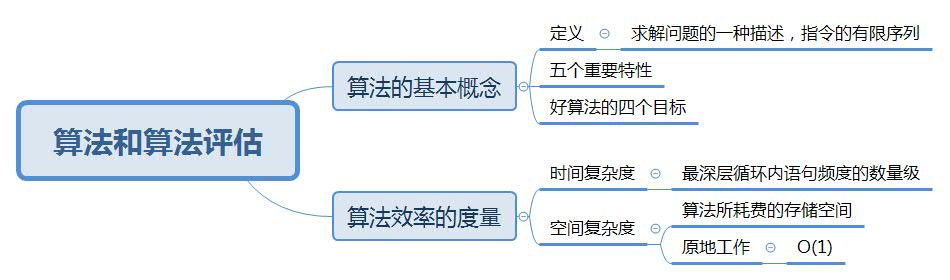 算法和算法评估
算法的基本概念
定义
求解问题的一种描述，指令的有限序列
五个重要特性
好算法的四个目标
算法效率的度量
时间复杂度
最深层循环内语句频度的数量级
空间复杂度
算法所耗费的存储空间
原地工作
O(1)